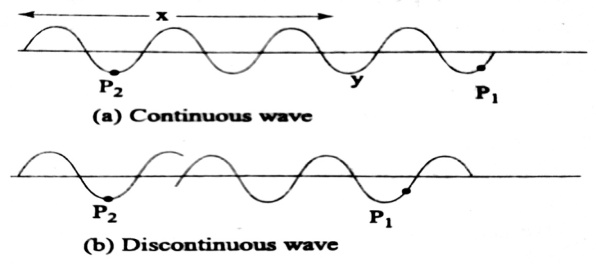 x
y
P₂ P₁
(a) Continuous wave
P₂ P₁
(b) Discontinuous wave